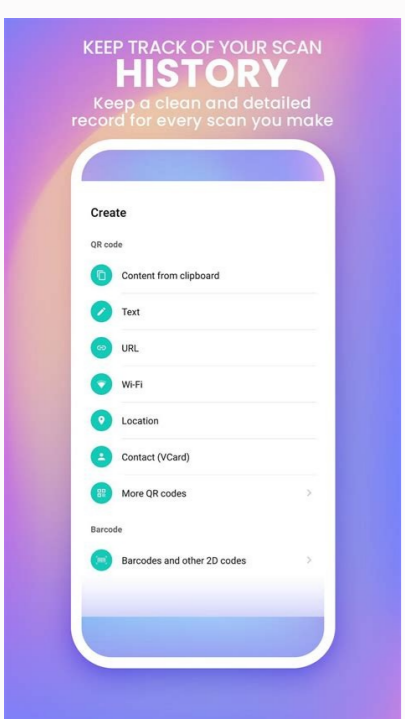 KEEP TRACK OF YOUR SCAN
HISTORY
Keep a clean and detailed
record for every scan you make
Create
QR code
Content from clipboard
Text
URL
Wi-Fi
Location
Contact (VCard)
More QR codes
Barcode
Barcodes and other 2D codes